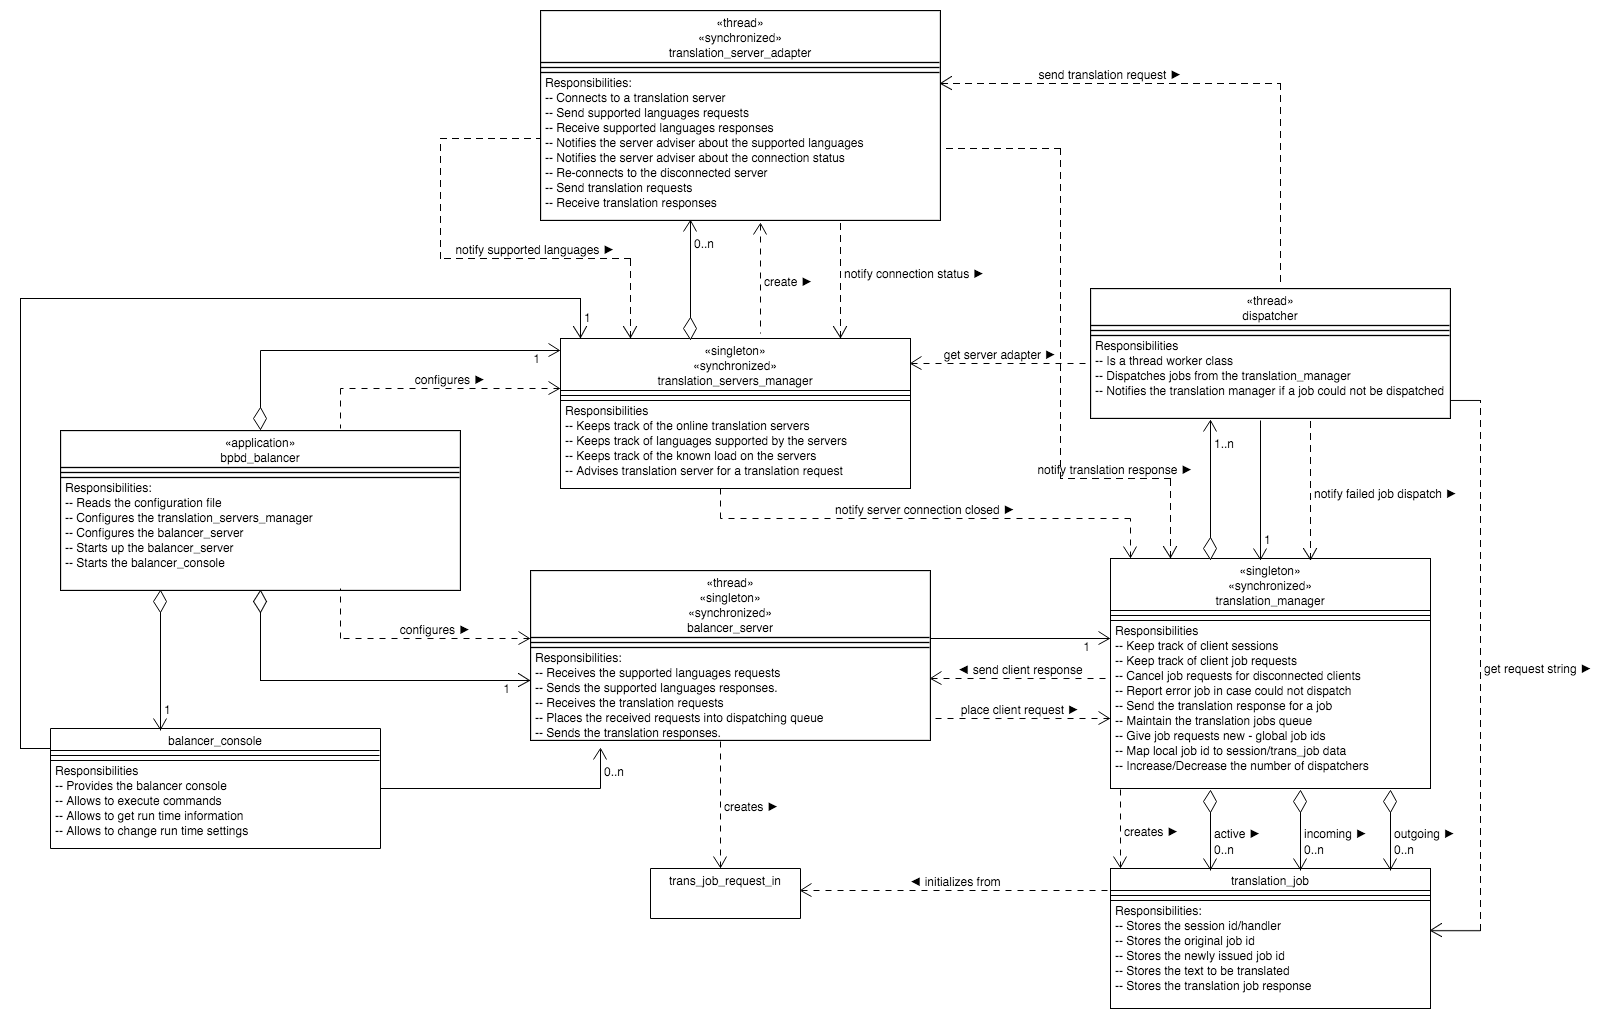 «thread»
«synchronized»
translation_server_adapter
Responsibilities:
-- Connects to a translation server
-- Send supported languages requests
-- Receive supported languages responses
-- Notifies the server adviser about the supported languages
-- Notifies the server adviser about the connection status
-- Re-connects to the disconnected server
-- Send translation requests
-- Receive translation responses
send translation request ►
notify supported languages ►
0..n
create ►
notify connection status ►
«thread»
dispatcher
Responsibilities
-- Is a thread worker class
-- Dispatches jobs from the translation_manager
-- Notifies the translation manager if a job could not be dispatched
1
1
configures ►
«singleton»
«synchronized»
translation_servers_manager
Responsibilities
-- Keeps track of the online translation servers
-- Keeps track of languages supported by the servers
-- Keeps track of the known load on the servers
-- Advises translation server for a translation request
get server adapter ►
«application»
bpbd_balancer
Responsibilities:
-- Reads the configuration file
-- Configures the translation_servers_manager
-- Configures the balancer_server
-- Starts up the balancer_server
-- Starts the balancer_console
1..n
notify translation response ►
notify failed job dispatch ►
notify server connection closed ►
1
configures ►
1
1
«thread»
«singleton»
«synchronized»
balancer_server
Responsibilities:
-- Receives the supported languages requests
-- Sends the supported languages responses.
-- Receives the translation requests
-- Places the received requests into dispatching queue
-- Sends the translation responses.
1
◄ send client response
place client request ►
«singleton»
«synchronized»
translation_manager
Responsibilities
-- Keep track of client sessions
-- Keep track of client job requests
-- Cancel job requests for disconnected clients
-- Report error job in case could not dispatch
-- Send the translation response for a job
-- Maintain the translation jobs queue
-- Give job requests new - global job ids
-- Map local job id to session/trans_job data
-- Increase/Decrease the number of dispatchers
get request string ►
balancer_console
Responsibilities
-- Provides the balancer console
-- Allows to execute commands
-- Allows to get run time information
-- Allows to change run time settings
0..n
creates ►
creates ►
active ►
0..n
incoming ►
0..n
outgoing ►
0..n
trans_job_request_in
◄ initializes from
translation_job
Responsibilities:
-- Stores the session id/handler
-- Stores the original job id
-- Stores the newly issued job id
-- Stores the text to be translated
-- Stores the translation job response